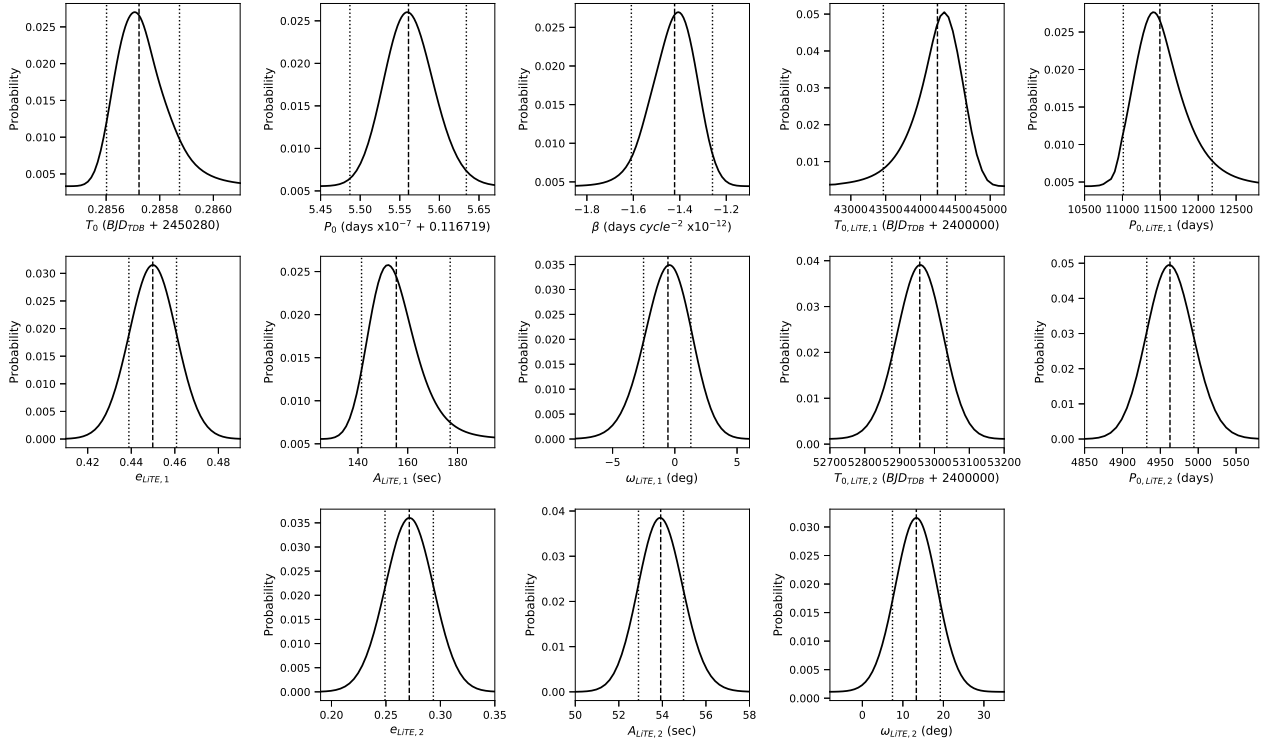 Probability
0.025
0.020
0.015
0.010
0.005
0.2856 0.2858 0.2860
T₀ (BJD_TDB + 2450280)
Probability
0.025
0.020
0.015
0.010
0.005
5.45 5.50 5.55 5.60 5.65
P₀ (days x10⁻⁷ + 0.116719)
Probability
0.025
0.020
0.015
0.010
0.005
−1.8 −1.6 −1.4 −1.2
β (days cycle⁻² x10⁻¹²)
Probability
0.05
0.04
0.03
0.02
0.01
43000 43500 44000 44500 45000
T₀,LiTE,1 (BJD_TDB + 2400000)
Probability
0.025
0.020
0.015
0.010
0.005
10500 11000 11500 12000 12500
P₀,LiTE,1 (days)
Probability
0.030
0.025
0.020
0.015
0.010
0.005
0.000
0.42 0.44 0.46 0.48
e_LiTE,1
Probability
0.025
0.020
0.015
0.010
0.005
140 160 180
A_LiTE,1 (sec)
Probability
0.035
0.030
0.025
0.020
0.015
0.010
0.005
0.000
−5 0 5
ω_LiTE,1 (deg)
Probability
0.04
0.03
0.02
0.01
0.00
52700 52800 52900 53000 53100 53200
T₀,LiTE,2 (BJD_TDB + 2400000)
Probability
0.05
0.04
0.03
0.02
0.01
0.00
4850 4900 4950 5000 5050
P₀,LiTE,2 (days)
Probability
0.035
0.030
0.025
0.020
0.015
0.010
0.005
0.000
0.20 0.25 0.30 0.35
e_LiTE,2
Probability
0.04
0.03
0.02
0.01
0.00
50 52 54 56 58
A_LiTE,2 (sec)
Probability
0.030
0.025
0.020
0.015
0.010
0.005
0.000
0 10 20 30
ω_LiTE,2 (deg)